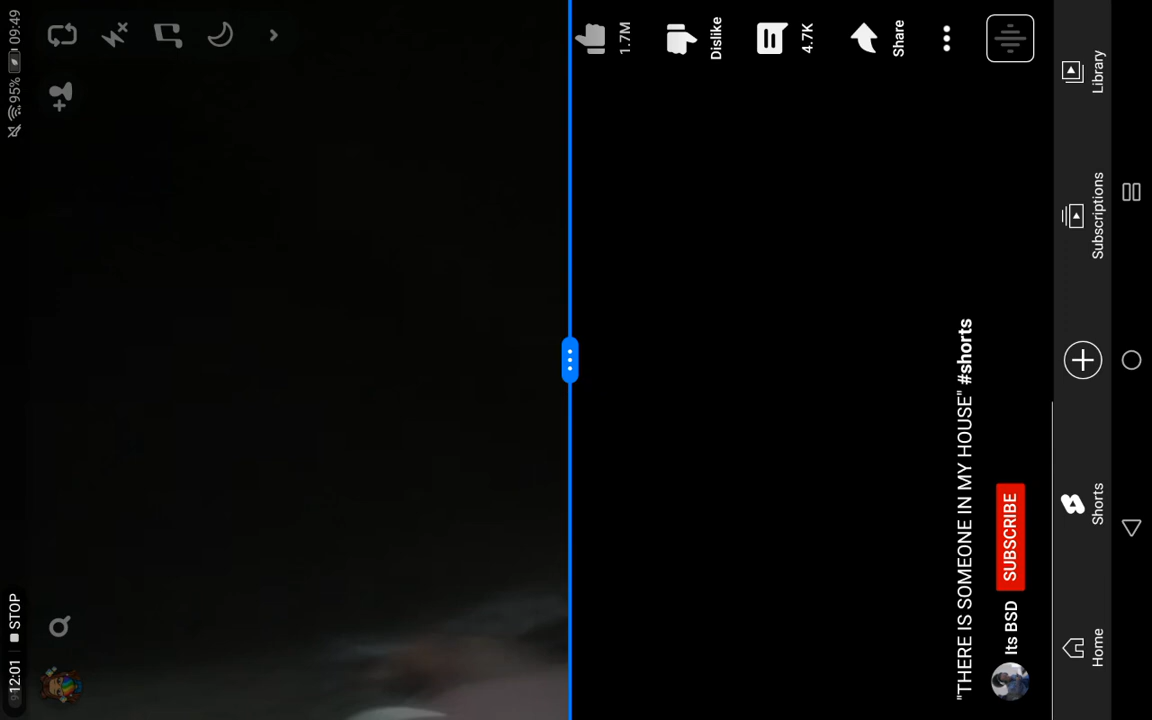 12:01
STOP
95%
09:49
1.7M
Dislike
4.7K
Share
"THERE IS SOMEONE IN MY HOUSE" #shorts
Its BSD
SUBSCRIBE
Home
Shorts
Subscriptions
Library